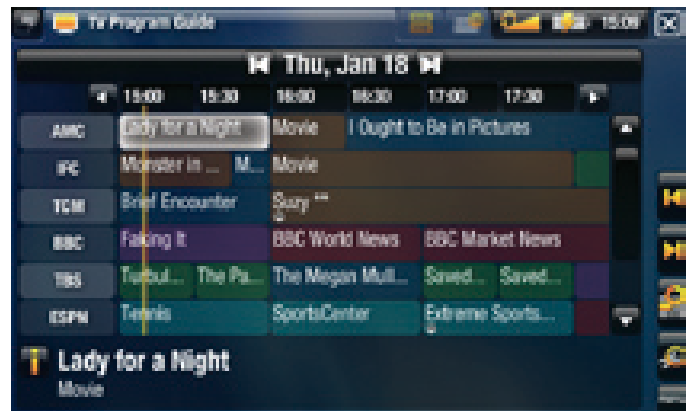 TV Program Guide 15:09
Thu, Jan 18
15:00 15:30 16:00 16:30 17:00 17:30
AMC Lady for a Night Movie I Ought to Be in Pictures
IFC Monster in ... M... Movie
TCM Brief Encounter Suzy **
BBC Faking It BBC World News BBC Market News
TBS Turbul... The Pa... The Megan Mull... Saved... Saved...
ESPN Tennis SportsCenter Extreme Sports...
Lady for a Night
Movie